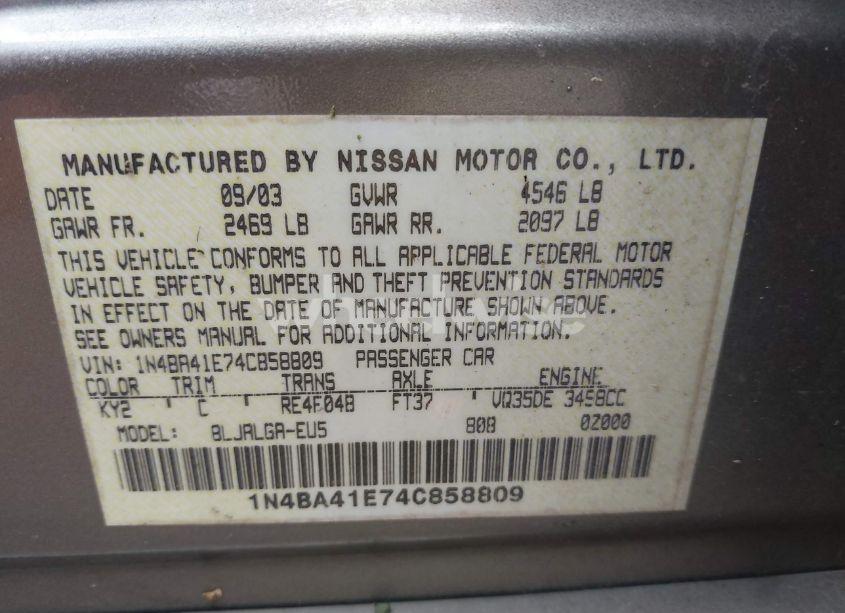 MANUFACTURED BY NISSAN MOTOR CO., LTD.
DATE 09/03 GVWR 4546 LB
GAWR FR. 2469 LB GAWR RR. 2097 LB
THIS VEHICLE CONFORMS TO ALL APPLICABLE FEDERAL MOTOR
VEHICLE SAFETY, BUMPER AND THEFT PREVENTION STANDARDS
IN EFFECT ON THE DATE OF MANUFACTURE SHOWN ABOVE.
SEE OWNERS MANUAL FOR ADDITIONAL INFORMATION.
VIN: 1N4BA41E74C858809 PASSENGER CAR
COLOR TRIM TRANS AXLE ENGINE
KY2 ' C ' RE4F04B FT37 ' VQ35DE 3498CC
MODEL: BLJALGA-EU5 80B 0Z000
1N4BA41E74C858809